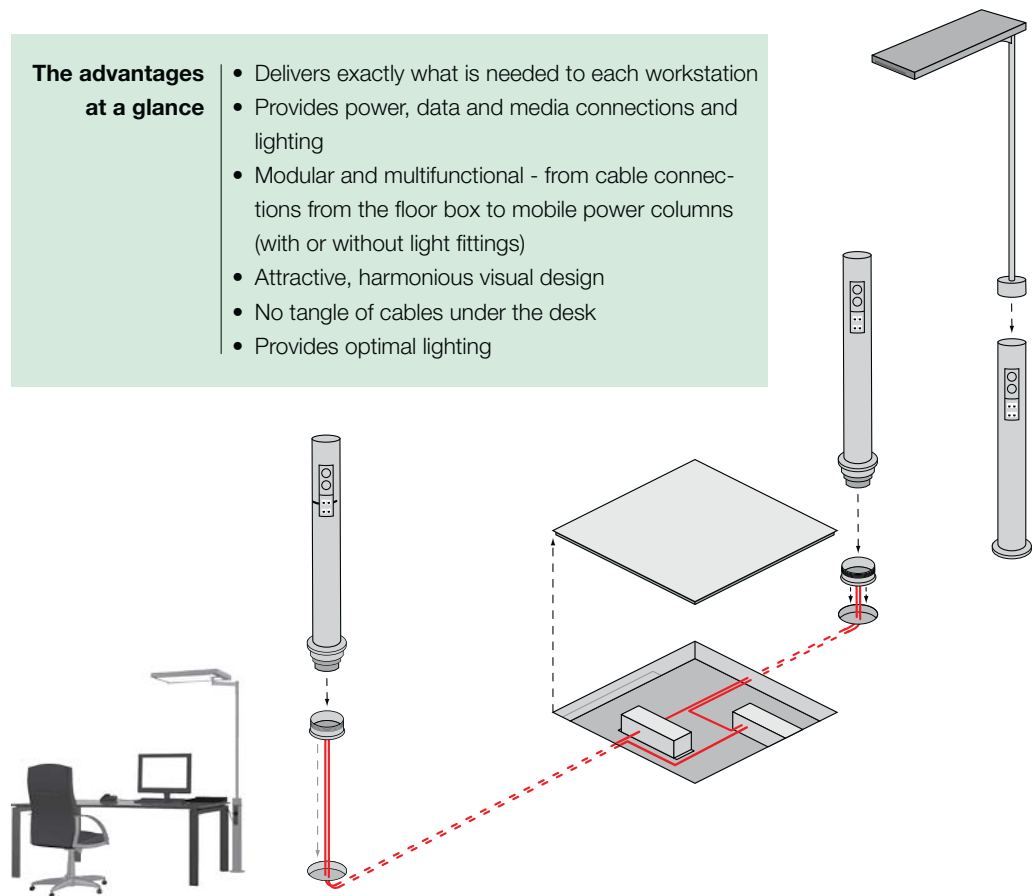 The advantages
at a glance
• Delivers exactly what is needed to each workstation
• Provides power, data and media connections and
lighting
• Modular and multifunctional - from cable connec-
tions from the floor box to mobile power columns
(with or without light fittings)
• Attractive, harmonious visual design
• No tangle of cables under the desk
• Provides optimal lighting